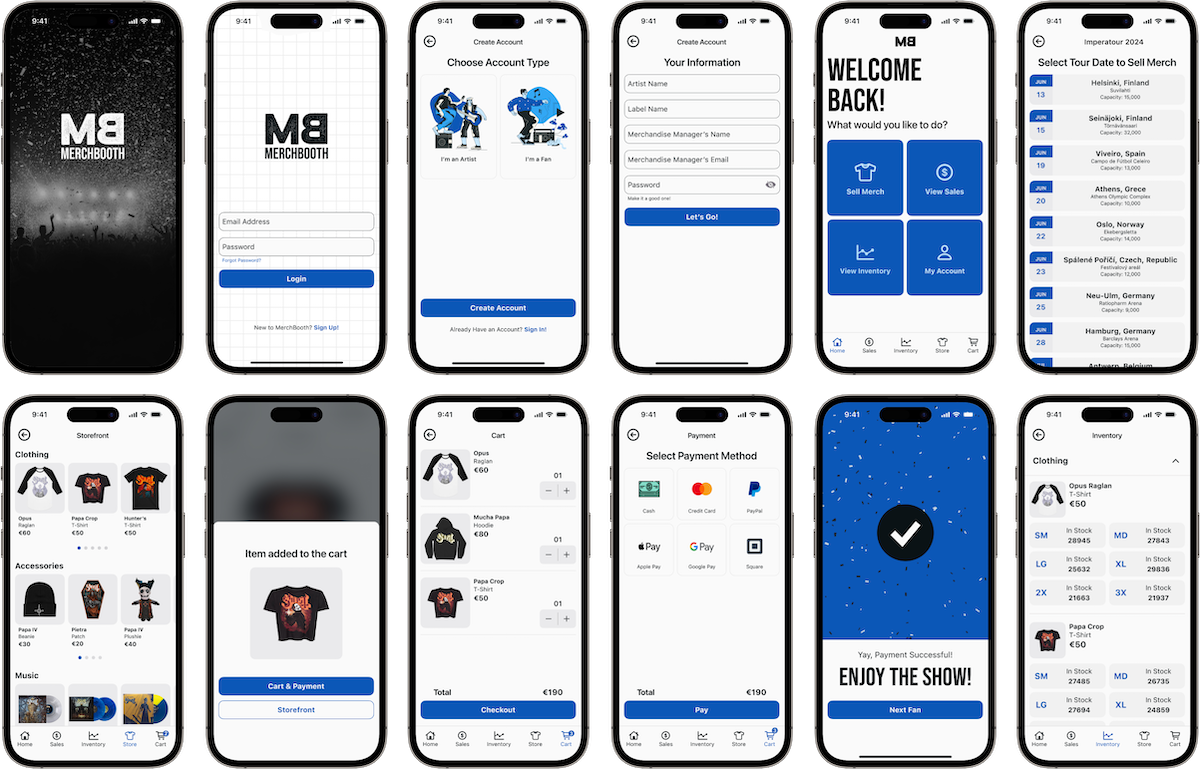 9:41
MB
MERCHBOOTH
9:41
MB
MERCHBOOTH
Email Address
Password
Forgot Password?
Login
New to MerchBooth? Sign Up!
9:41
Create Account
Choose Account Type
I'm an Artist
I'm a Fan
Create Account
Already Have an Account? Sign In!
9:41
Create Account
Your Information
Artist Name
Label Name
Merchandise Manager's Name
Merchandise Manager's Email
Password
Make it a good one!
Let's Go!
9:41
MB
WELCOME
BACK!
What would you like to do?
Sell Merch
View Sales
View Inventory
My Account
Home Sales Inventory Store Cart
9:41
Imperatour 2024
Select Tour Date to Sell Merch
JUN
13
Helsinki, Finland
Suvilahti
Capacity: 15,000
JUN
15
Seinäjoki, Finland
Törnävänsaari
Capacity: 32,000
JUN
19
Viveiro, Spain
Campo de Fútbol Celeiro
Capacity: 13,000
JUN
20
Athens, Grece
Athens Olympic Complex
Capacity: 10,000
JUN
22
Oslo, Norway
Ekebergsletta
Capacity: 14,000
JUN
23
Spálené Poříčí, Czech, Republic
Festivalový areál
Capacity: 12,000
JUN
25
Neu-Ulm, Germany
Ratiopharm Arena
Capacity: 9,000
JUN
28
Hamburg, Germany
Barclays Arena
Capacity: 15,000
JUN
Antwerp, Belgium
9:41
Storefront
Clothing
Opus
Raglan
€60
Papa Crop
T-Shirt
€50
Hunter's
T-Shirt
€50
Accessories
Papa IV
Beanie
€30
Pietra
Patch
€20
Papa IV
Plushie
€40
Music
Home Sales Inventory Store Cart
Item added to the cart
Cart & Payment
Storefront
9:41
Cart
Opus
Raglan
€60
01
Mucha Papa
Hoodie
€80
01
Papa Crop
T-Shirt
€50
01
Total €190
Checkout
Home Sales Inventory Store Cart
9:41
Payment
Select Payment Method
Cash
Credit Card
PayPal
Pay
G Pay
Apple Pay
Google Pay
Square
Total €190
Pay
Home Sales Inventory Store Cart
9:41
Yay, Payment Successful!
ENJOY THE SHOW!
Next Fan
9:41
Inventory
Clothing
Opus Raglan
T-Shirt
€50
SM In Stock 28945
MD In Stock 27843
LG In Stock 25632
XL In Stock 29836
2X In Stock 21663
3X In Stock 21937
Papa Crop
T-Shirt
€50
SM In Stock 27485
MD In Stock 26735
LG In Stock 27694
XL In Stock 24859
Home Sales Inventory Store Cart